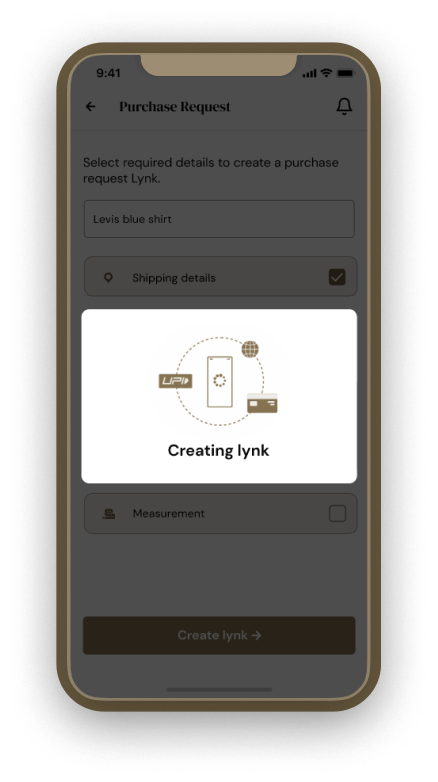 9:41
Purchase Request
Select required details to create a purchase
request Lynk.
Levis blue shirt
Shipping details
UPI
Creating lynk
Measurement
Create lynk →